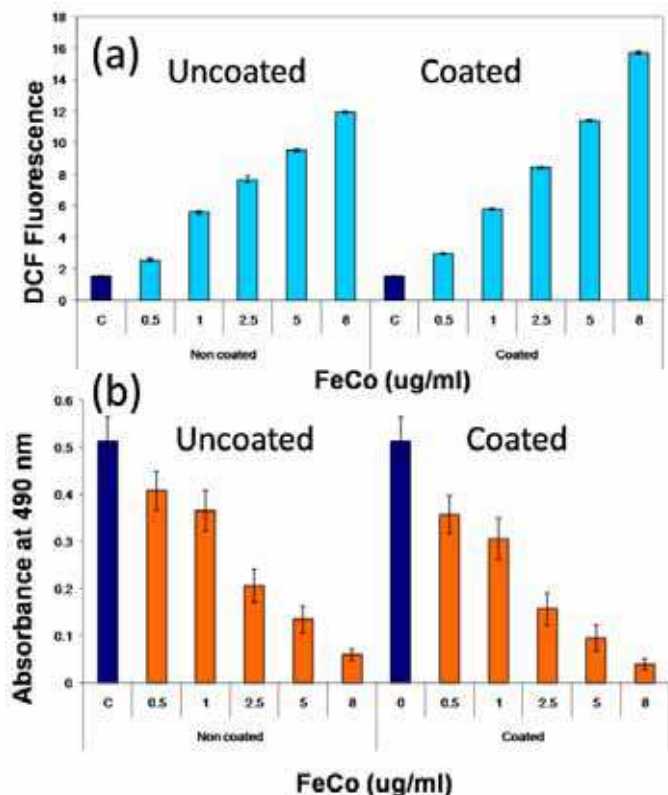 18
(a)
Uncoated
Coated
16
14
12
10
8
6
4
2
0
DCF Fluorescence
C 0.5 1 2.5 5 8 C 0.5 1 2.5 5 8
Non coated Coated
FeCo (ug/ml)
(b)
Uncoated
Coated
0.6
0.5
0.4
0.3
0.2
0.1
0
Absorbance at 490 nm
C 0.5 1 2.5 5 8 0 0.5 1 2.5 5 8
Non coated Coated
FeCo (ug/ml)